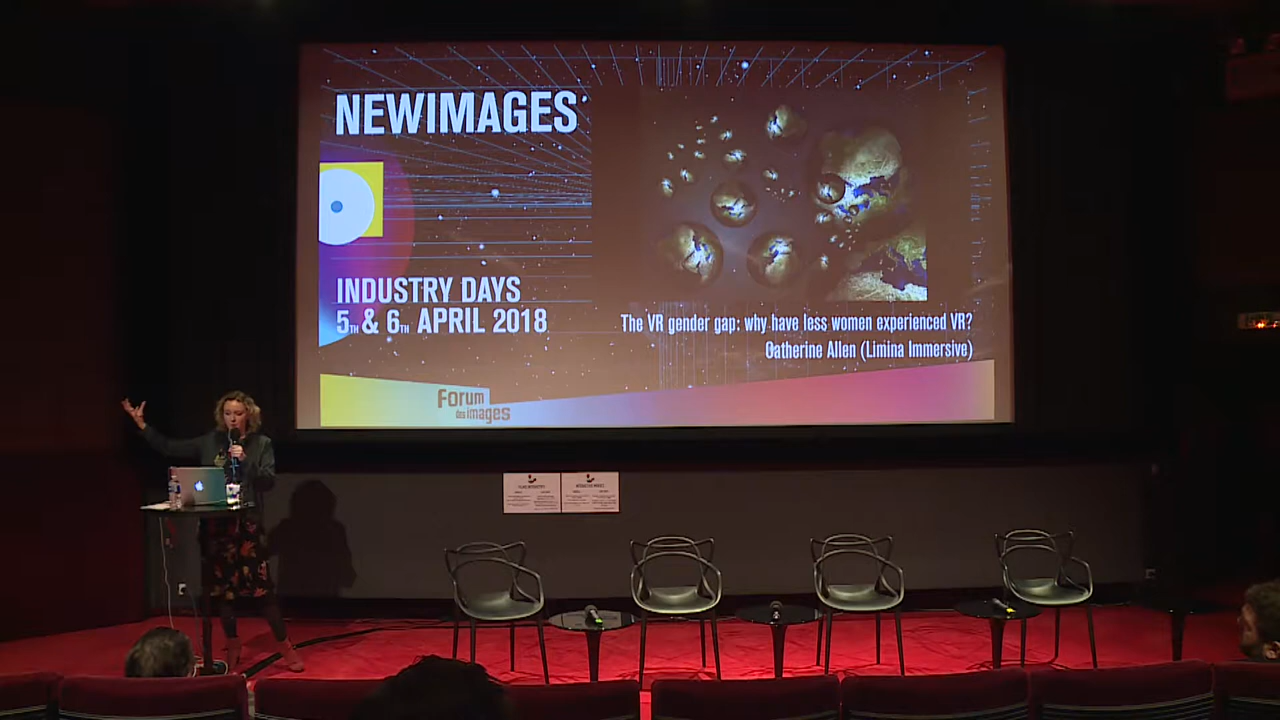 NEWIMAGES
INDUSTRY DAYS
5TH & 6TH APRIL 2018
The VR gender gap: why have less women experienced VR?
Catherine Allen (Limina Immersive)
Forum
des images